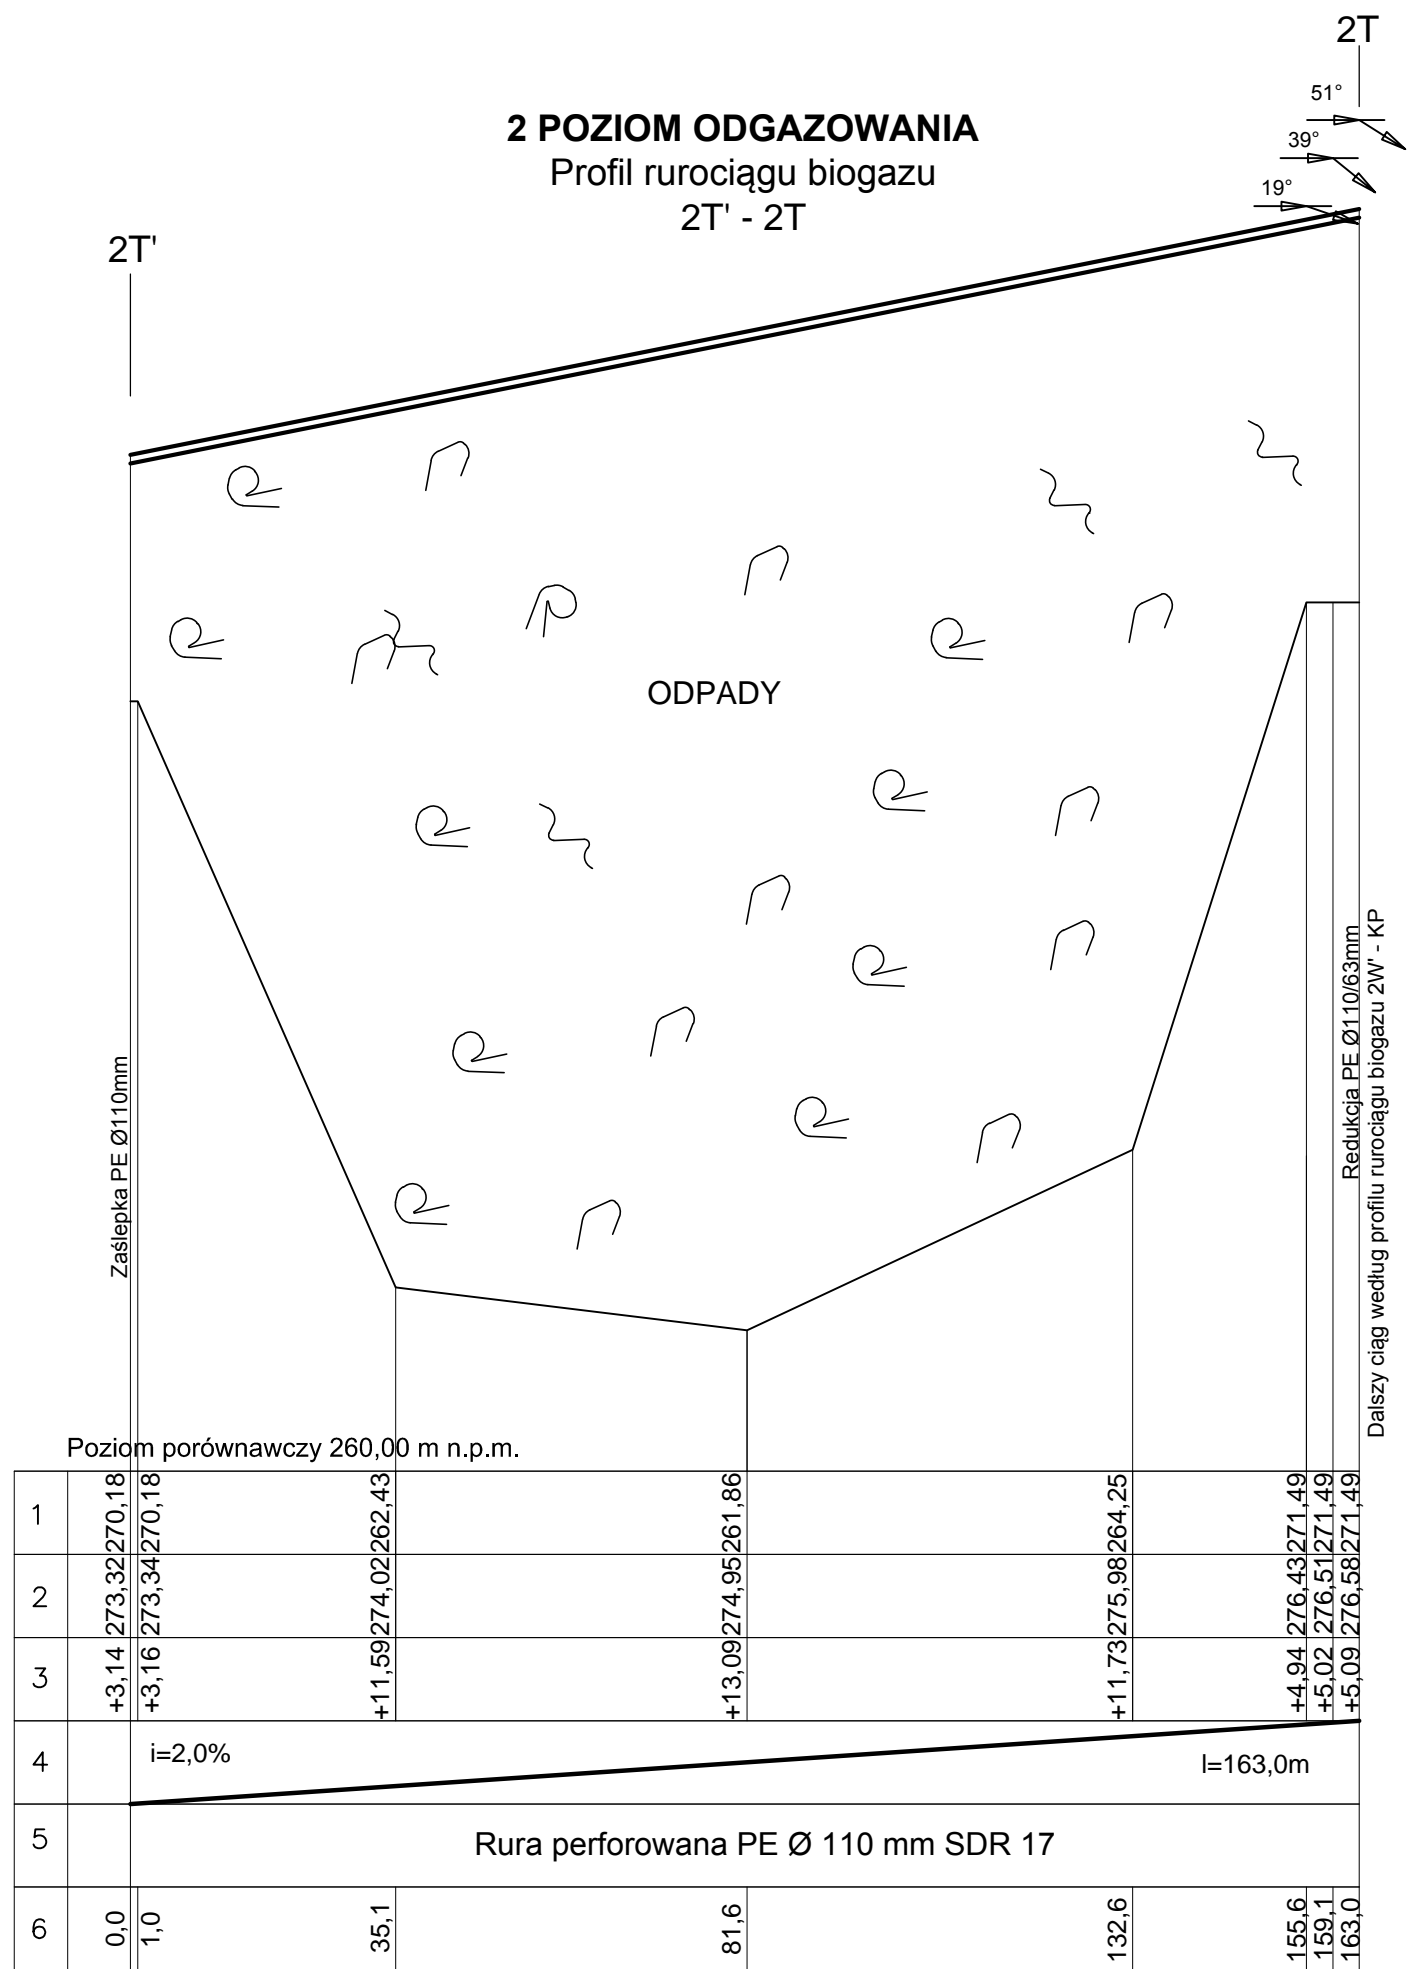 2T
51°
39°
19°
2 POZIOM ODGAZOWANIA
Profil rurociągu biogazu
2T' - 2T
2T'
ODPADY
Zaślepka PE Ø110mm
Redukcja PE Ø110/63mm
Dalszy ciąg według profilu rurociągu biogazu 2W' - KP
Poziom porównawczy 260,00 m n.p.m.
1 270,18 270,18 262,43 261,86 264,25 271,49 271,49 271,49
2 273,32 273,34 274,02 274,95 275,98 276,43 276,51 276,58
3 +3,14 +3,16 +11,59 +13,09 +11,73 +4,94 +5,02 +5,09
4 i=2,0% l=163,0m
5 Rura perforowana PE Ø 110 mm SDR 17
6 0,0 1,0 35,1 81,6 132,6 155,6 159,1 163,0